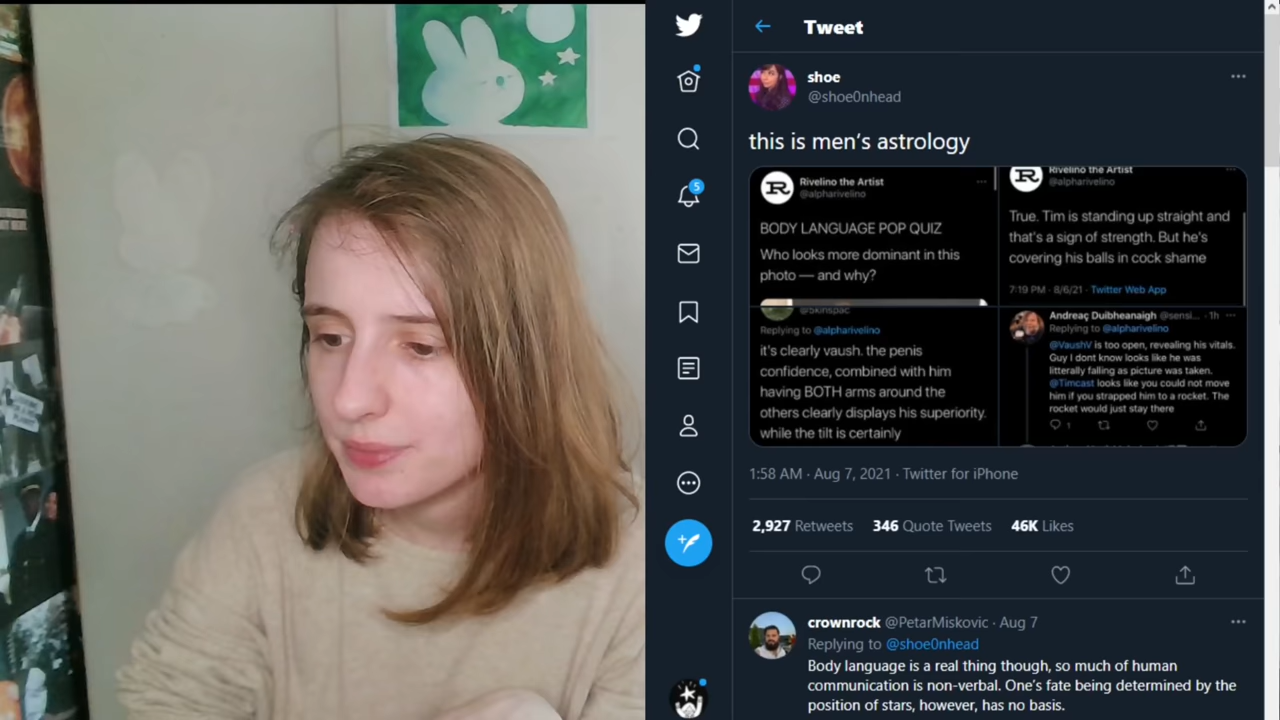 Tweet
shoe
@shoe0nhead
this is men's astrology
Rivelino the Artist
@alpharivelino
BODY LANGUAGE POP QUIZ
Who looks more dominant in this
photo — and why?
Rivelino the Artist
@alpharivelino
True. Tim is standing up straight and
that's a sign of strength. But he's
covering his balls in cock shame
7:19 PM · 8/6/21 · Twitter Web App
Replying to @alpharivelino
it's clearly vaush. the penis
confidence, combined with him
having BOTH arms around the
others clearly displays his superiority.
while the tilt is certainly
Andreaç Duibheanaigh @sensi... · 1h
Replying to @alpharivelino
@VaushV is too open, revealing his vitals.
Guy I dont know looks like he was
litterally falling as picture was taken.
@Timcast looks like you could not move
him if you strapped him to a rocket. The
rocket would just stay there
1
1:58 AM · Aug 7, 2021 · Twitter for iPhone
2,927 Retweets 346 Quote Tweets 46K Likes
crownrock @PetarMiskovic · Aug 7
Replying to @shoe0nhead
Body language is a real thing though, so much of human
communication is non-verbal. One's fate being determined by the
position of stars, however, has no basis.
5